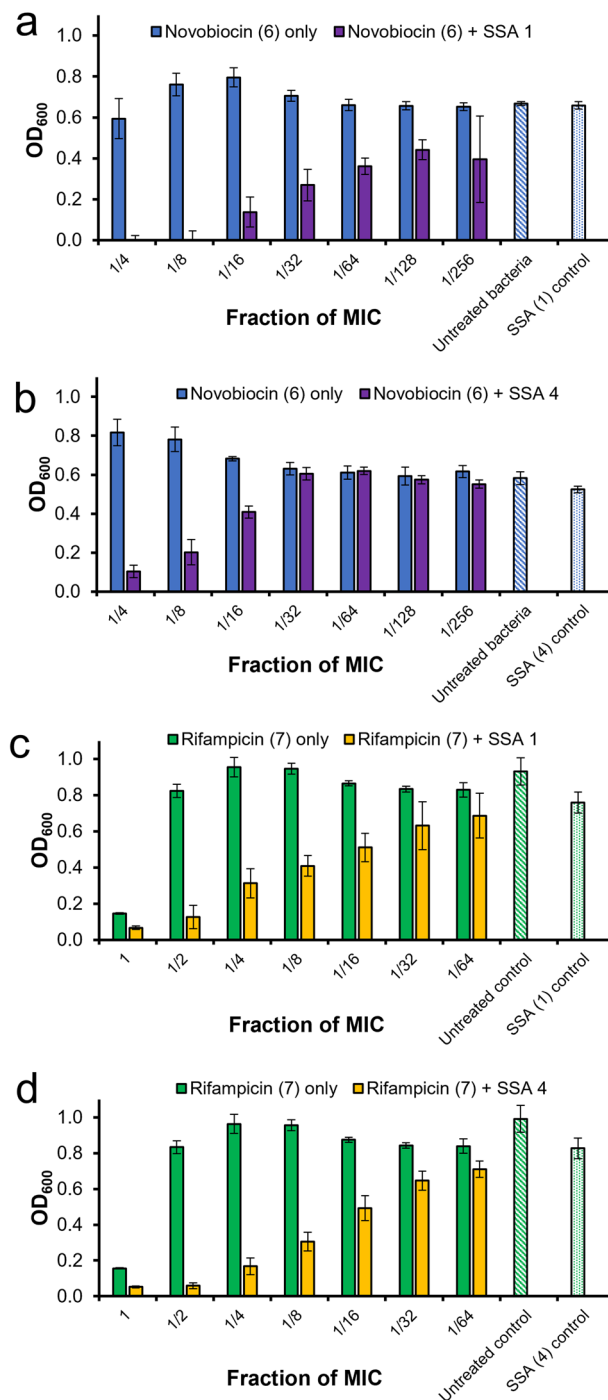 a
Novobiocin (6) only Novobiocin (6) + SSA 1
OD600
1.0
0.8
0.6
0.4
0.2
0.0
1/4 1/8 1/16 1/32 1/64 1/128 1/256 Untreated bacteria SSA (1) control
Fraction of MIC
b
Novobiocin (6) only Novobiocin (6) + SSA 4
OD600
1.0
0.8
0.6
0.4
0.2
0.0
1/4 1/8 1/16 1/32 1/64 1/128 1/256 Untreated bacteria SSA (4) control
Fraction of MIC
c
Rifampicin (7) only Rifampicin (7) + SSA 1
OD600
1.0
0.8
0.6
0.4
0.2
0.0
1 1/2 1/4 1/8 1/16 1/32 1/64 Untreated control SSA (1) control
Fraction of MIC
d
Rifampicin (7) only Rifampicin (7) + SSA 4
OD600
1.0
0.8
0.6
0.4
0.2
0.0
1 1/2 1/4 1/8 1/16 1/32 1/64 Untreated control SSA (4) control
Fraction of MIC